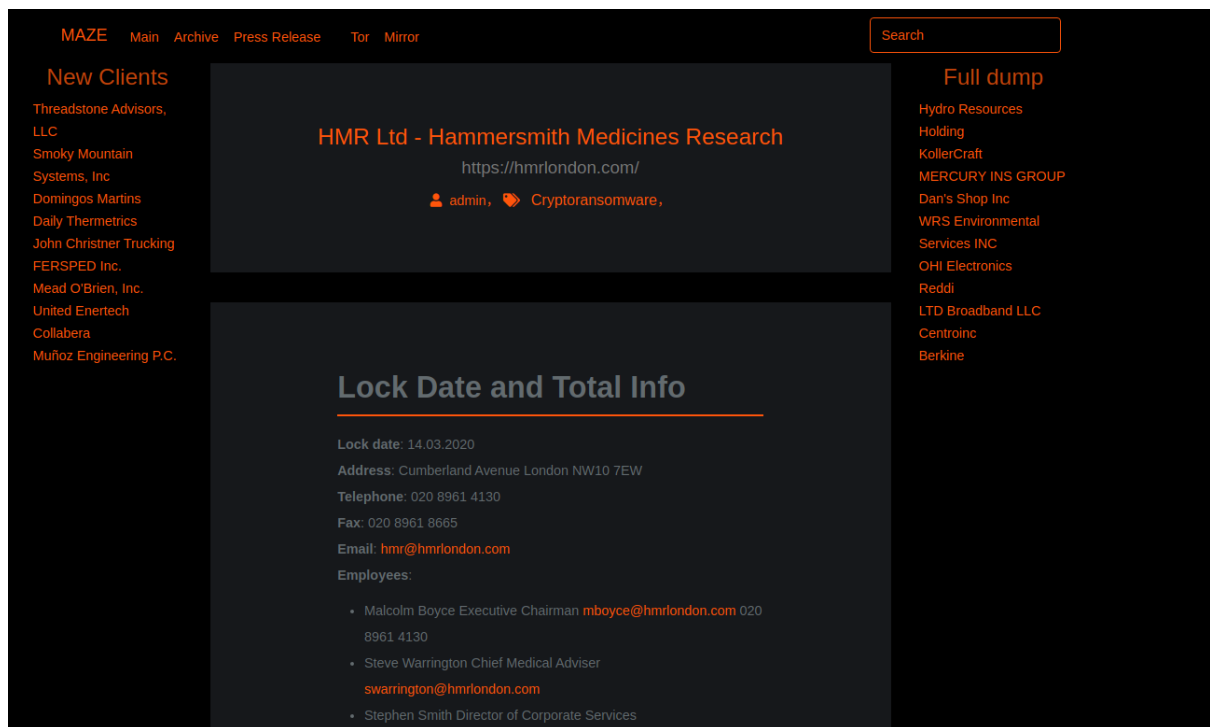 MAZE Main Archive Press Release Tor Mirror Search
New Clients
Threadstone Advisors,
LLC
Smoky Mountain
Systems, Inc
Domingos Martins
Daily Thermetrics
John Christner Trucking
FERSPED Inc.
Mead O'Brien, Inc.
United Enertech
Collabera
Muñoz Engineering P.C.
HMR Ltd - Hammersmith Medicines Research
https://hmrlondon.com/
admin, Cryptoransomware,
Lock Date and Total Info
Lock date: 14.03.2020
Address: Cumberland Avenue London NW10 7EW
Telephone: 020 8961 4130
Fax: 020 8961 8665
Email: hmr@hmrlondon.com
Employees:
• Malcolm Boyce Executive Chairman mboyce@hmrlondon.com 020
8961 4130
• Steve Warrington Chief Medical Adviser
swarrington@hmrlondon.com
• Stephen Smith Director of Corporate Services
Full dump
Hydro Resources
Holding
KollerCraft
MERCURY INS GROUP
Dan's Shop Inc
WRS Environmental
Services INC
OHI Electronics
Reddi
LTD Broadband LLC
Centroinc
Berkine